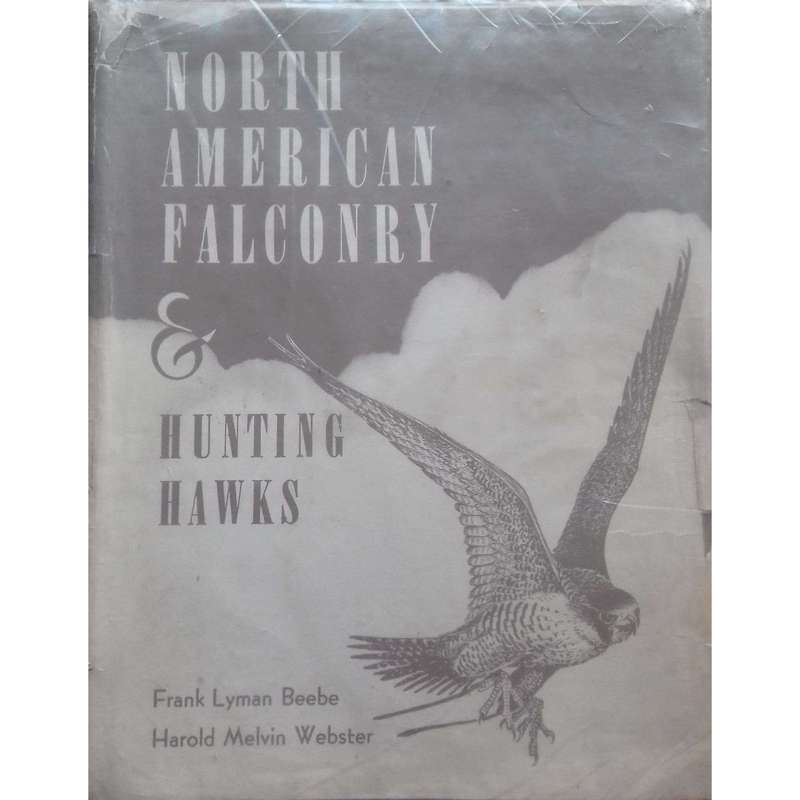 NORTH
AMERICAN
FALCONRY
&
HUNTING
HAWKS
Frank Lyman Beebe
Harold Melvin Webster